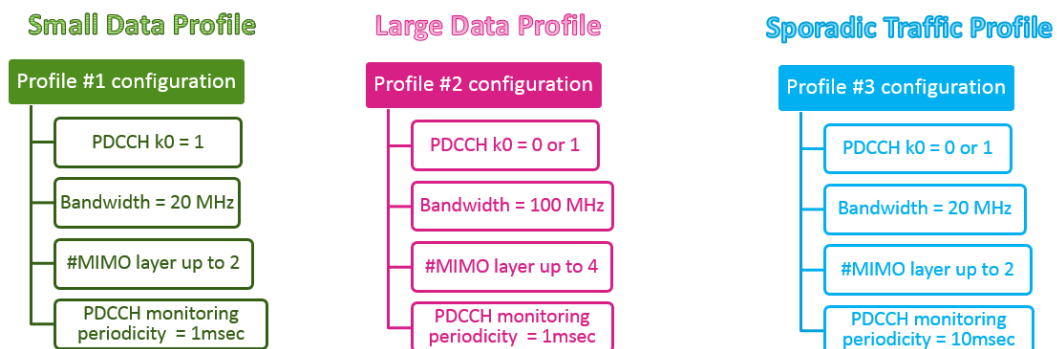 Small Data Profile
Profile #1 configuration
PDCCH k0 = 1
Bandwidth = 20 MHz
#MIMO layer up to 2
PDCCH monitoring
periodicity = 1msec
Large Data Profile
Profile #2 configuration
PDCCH k0 = 0 or 1
Bandwidth = 100 MHz
#MIMO layer up to 4
PDCCH monitoring
periodicity = 1msec
Sporadic Traffic Profile
Profile #3 configuration
PDCCH k0 = 0 or 1
Bandwidth = 20 MHz
#MIMO layer up to 2
PDCCH monitoring
periodicity = 10msec